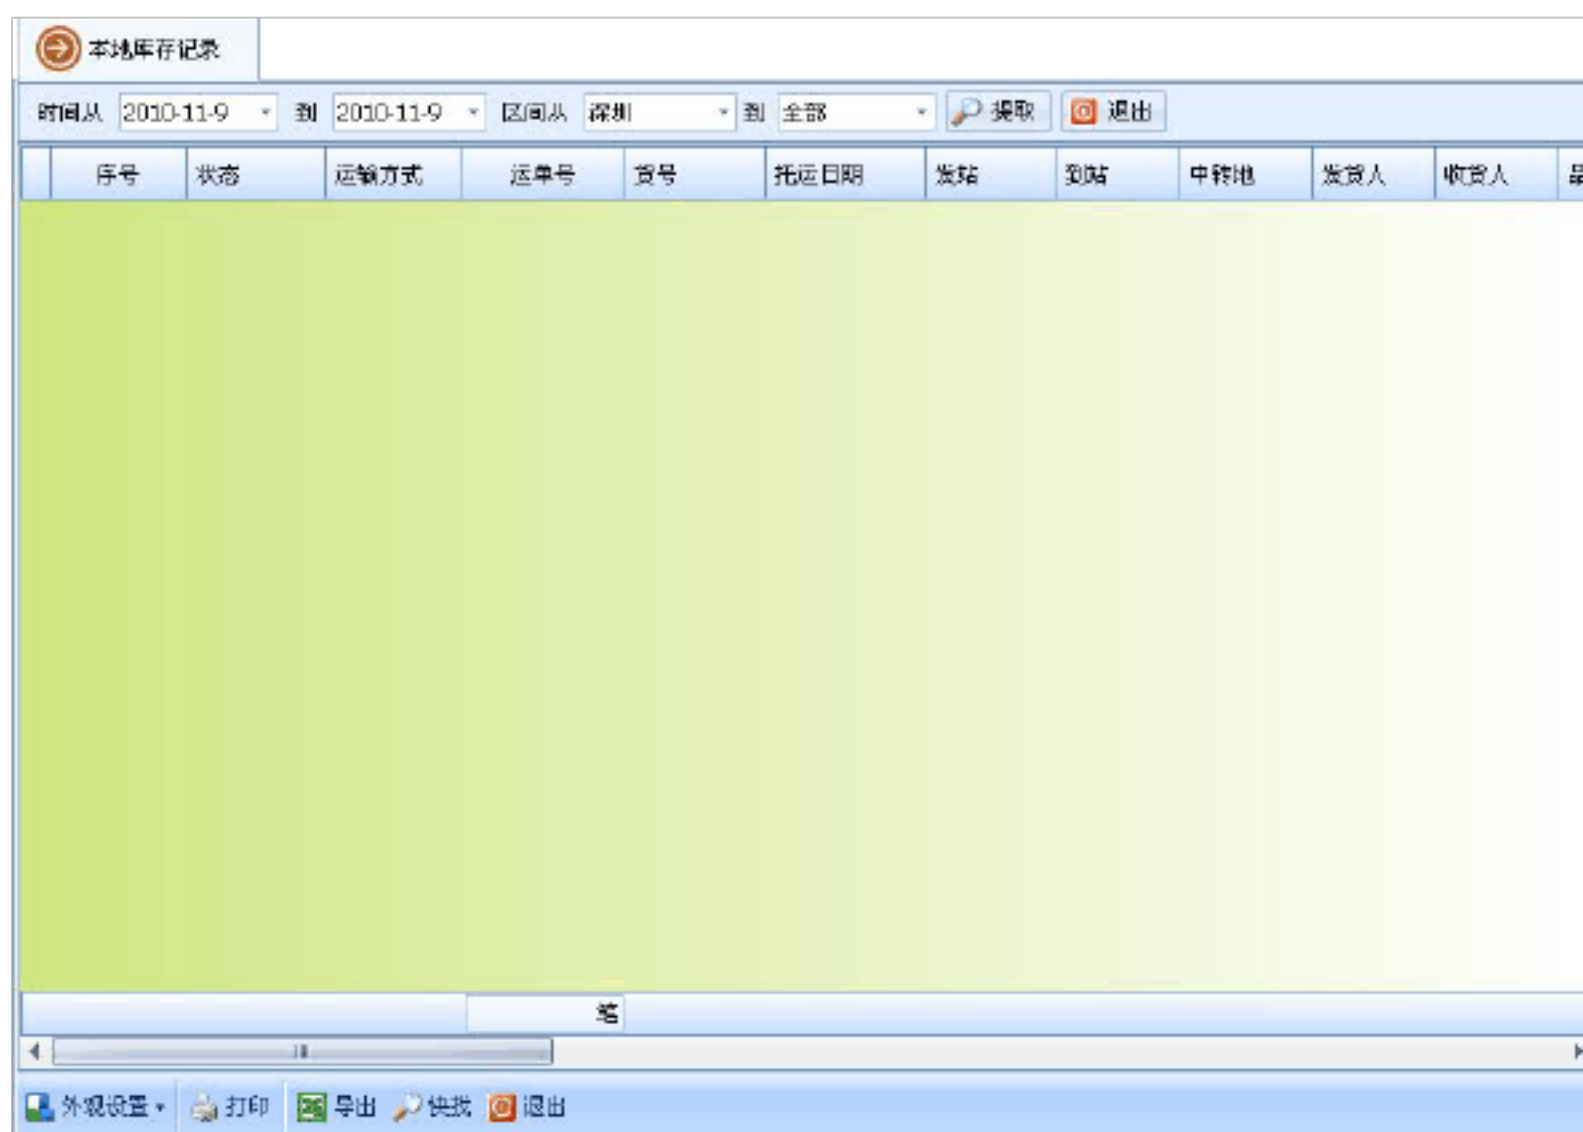 本地库存记录
时间从 2010-11-9 到 2010-11-9 区间从 深圳 到 全部 提取 退出
序号 状态 运输方式 运单号 货号 托运日期 发站 到站 中转地 发货人 收货人 品
笔
外观设置 打印 导出 快找 退出